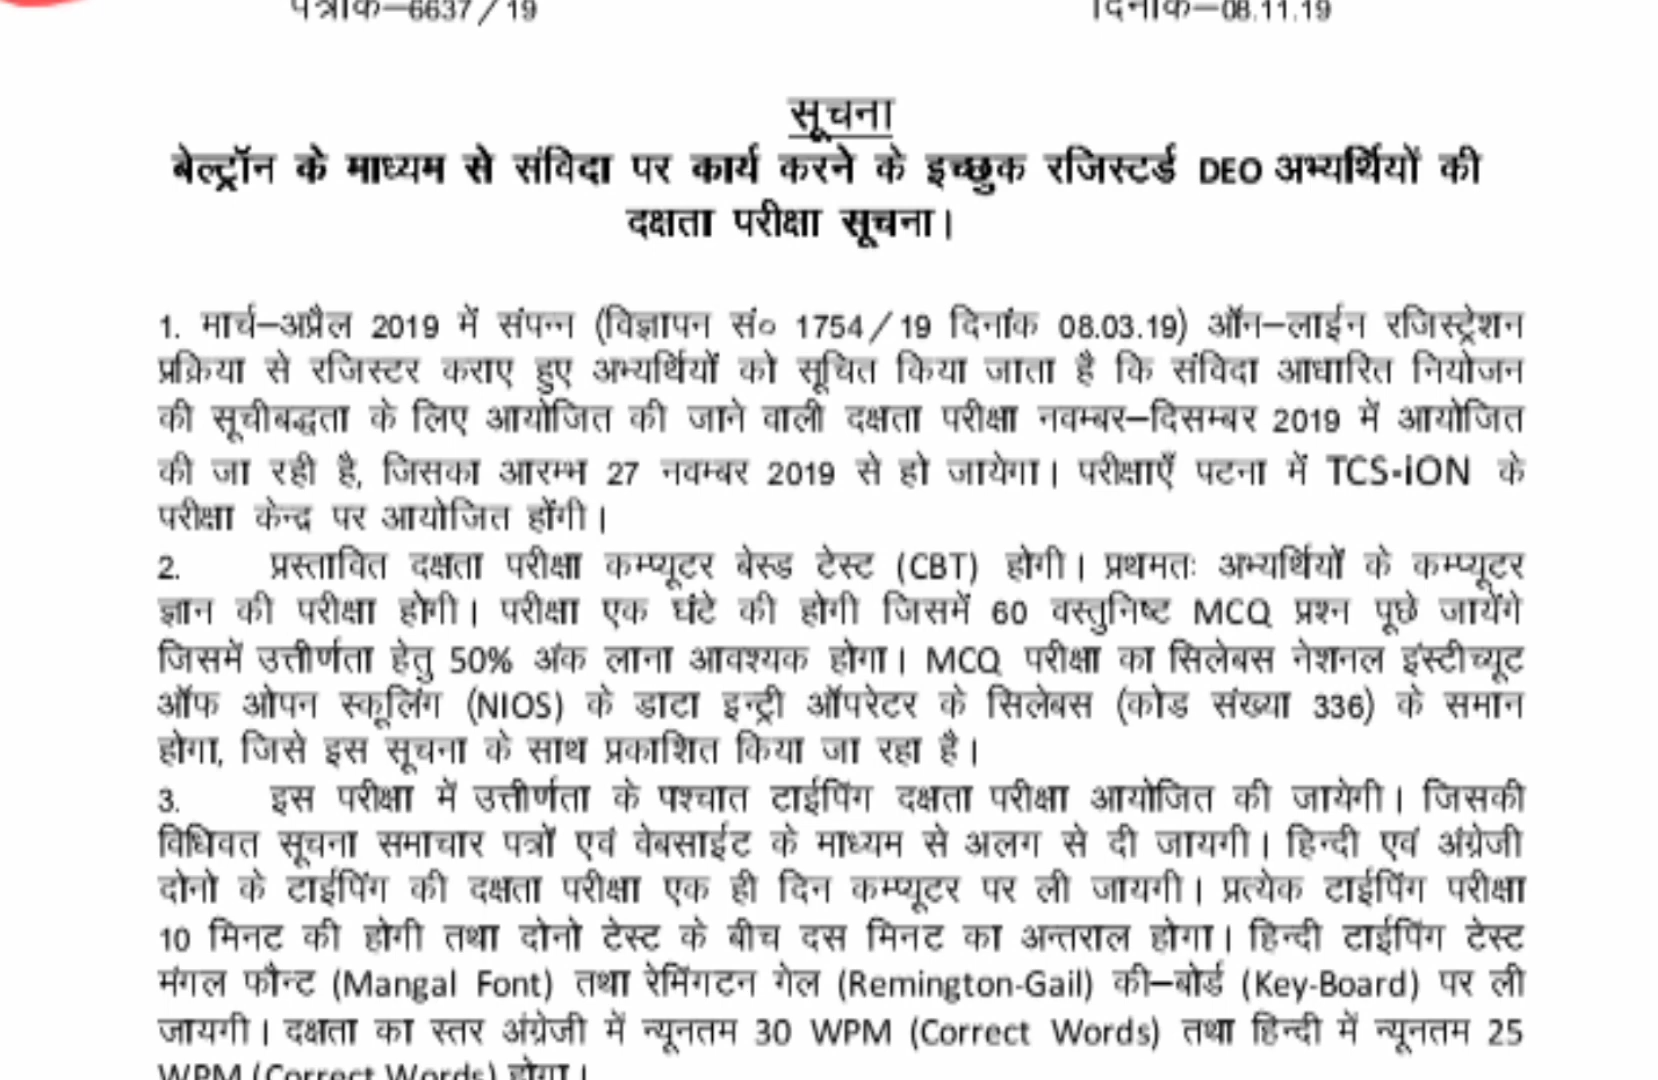 पत्रांक–6637/19 दिनांक–08.11.19
सूचना
बेल्ट्रॉन के माध्यम से संविदा पर कार्य करने के इच्छुक रजिस्टर्ड DEO अभ्यर्थियों की
दक्षता परीक्षा सूचना।
1. मार्च–अप्रैल 2019 में संपन्न (विज्ञापन सं० 1754/19 दिनांक 08.03.19) ऑन–लाईन रजिस्ट्रेशन
प्रक्रिया से रजिस्टर कराए हुए अभ्यर्थियों को सूचित किया जाता है कि संविदा आधारित नियोजन
की सूचीबद्धता के लिए आयोजित की जाने वाली दक्षता परीक्षा नवम्बर–दिसम्बर 2019 में आयोजित
की जा रही है, जिसका आरम्भ 27 नवम्बर 2019 से हो जायेगा। परीक्षाएँ पटना में TCS-iON के
परीक्षा केन्द्र पर आयोजित होंगी।
2. प्रस्तावित दक्षता परीक्षा कम्प्यूटर बेस्ड टेस्ट (CBT) होगी। प्रथमतः अभ्यर्थियों के कम्प्यूटर
ज्ञान की परीक्षा होगी। परीक्षा एक घंटे की होगी जिसमें 60 वस्तुनिष्ट MCQ प्रश्न पूछे जायेंगे
जिसमें उत्तीर्णता हेतु 50% अंक लाना आवश्यक होगा। MCQ परीक्षा का सिलेबस नेशनल इंस्टीच्यूट
ऑफ ओपन स्कूलिंग (NIOS) के डाटा इन्ट्री ऑपरेटर के सिलेबस (कोड संख्या 336) के समान
होगा, जिसे इस सूचना के साथ प्रकाशित किया जा रहा है।
3. इस परीक्षा में उत्तीर्णता के पश्चात टाईपिंग दक्षता परीक्षा आयोजित की जायेगी। जिसकी
विधिवत सूचना समाचार पत्रों एवं वेबसाईट के माध्यम से अलग से दी जायगी। हिन्दी एवं अंग्रेजी
दोनो के टाईपिंग की दक्षता परीक्षा एक ही दिन कम्प्यूटर पर ली जायगी। प्रत्येक टाईपिंग परीक्षा
10 मिनट की होगी तथा दोनो टेस्ट के बीच दस मिनट का अन्तराल होगा। हिन्दी टाईपिंग टेस्ट
मंगल फौन्ट (Mangal Font) तथा रेमिंगटन गेल (Remington-Gail) की–बोर्ड (Key-Board) पर ली
जायगी। दक्षता का स्तर अंग्रेजी में न्यूनतम 30 WPM (Correct Words) तथा हिन्दी में न्यूनतम 25
WPM (Correct Words) होगा।